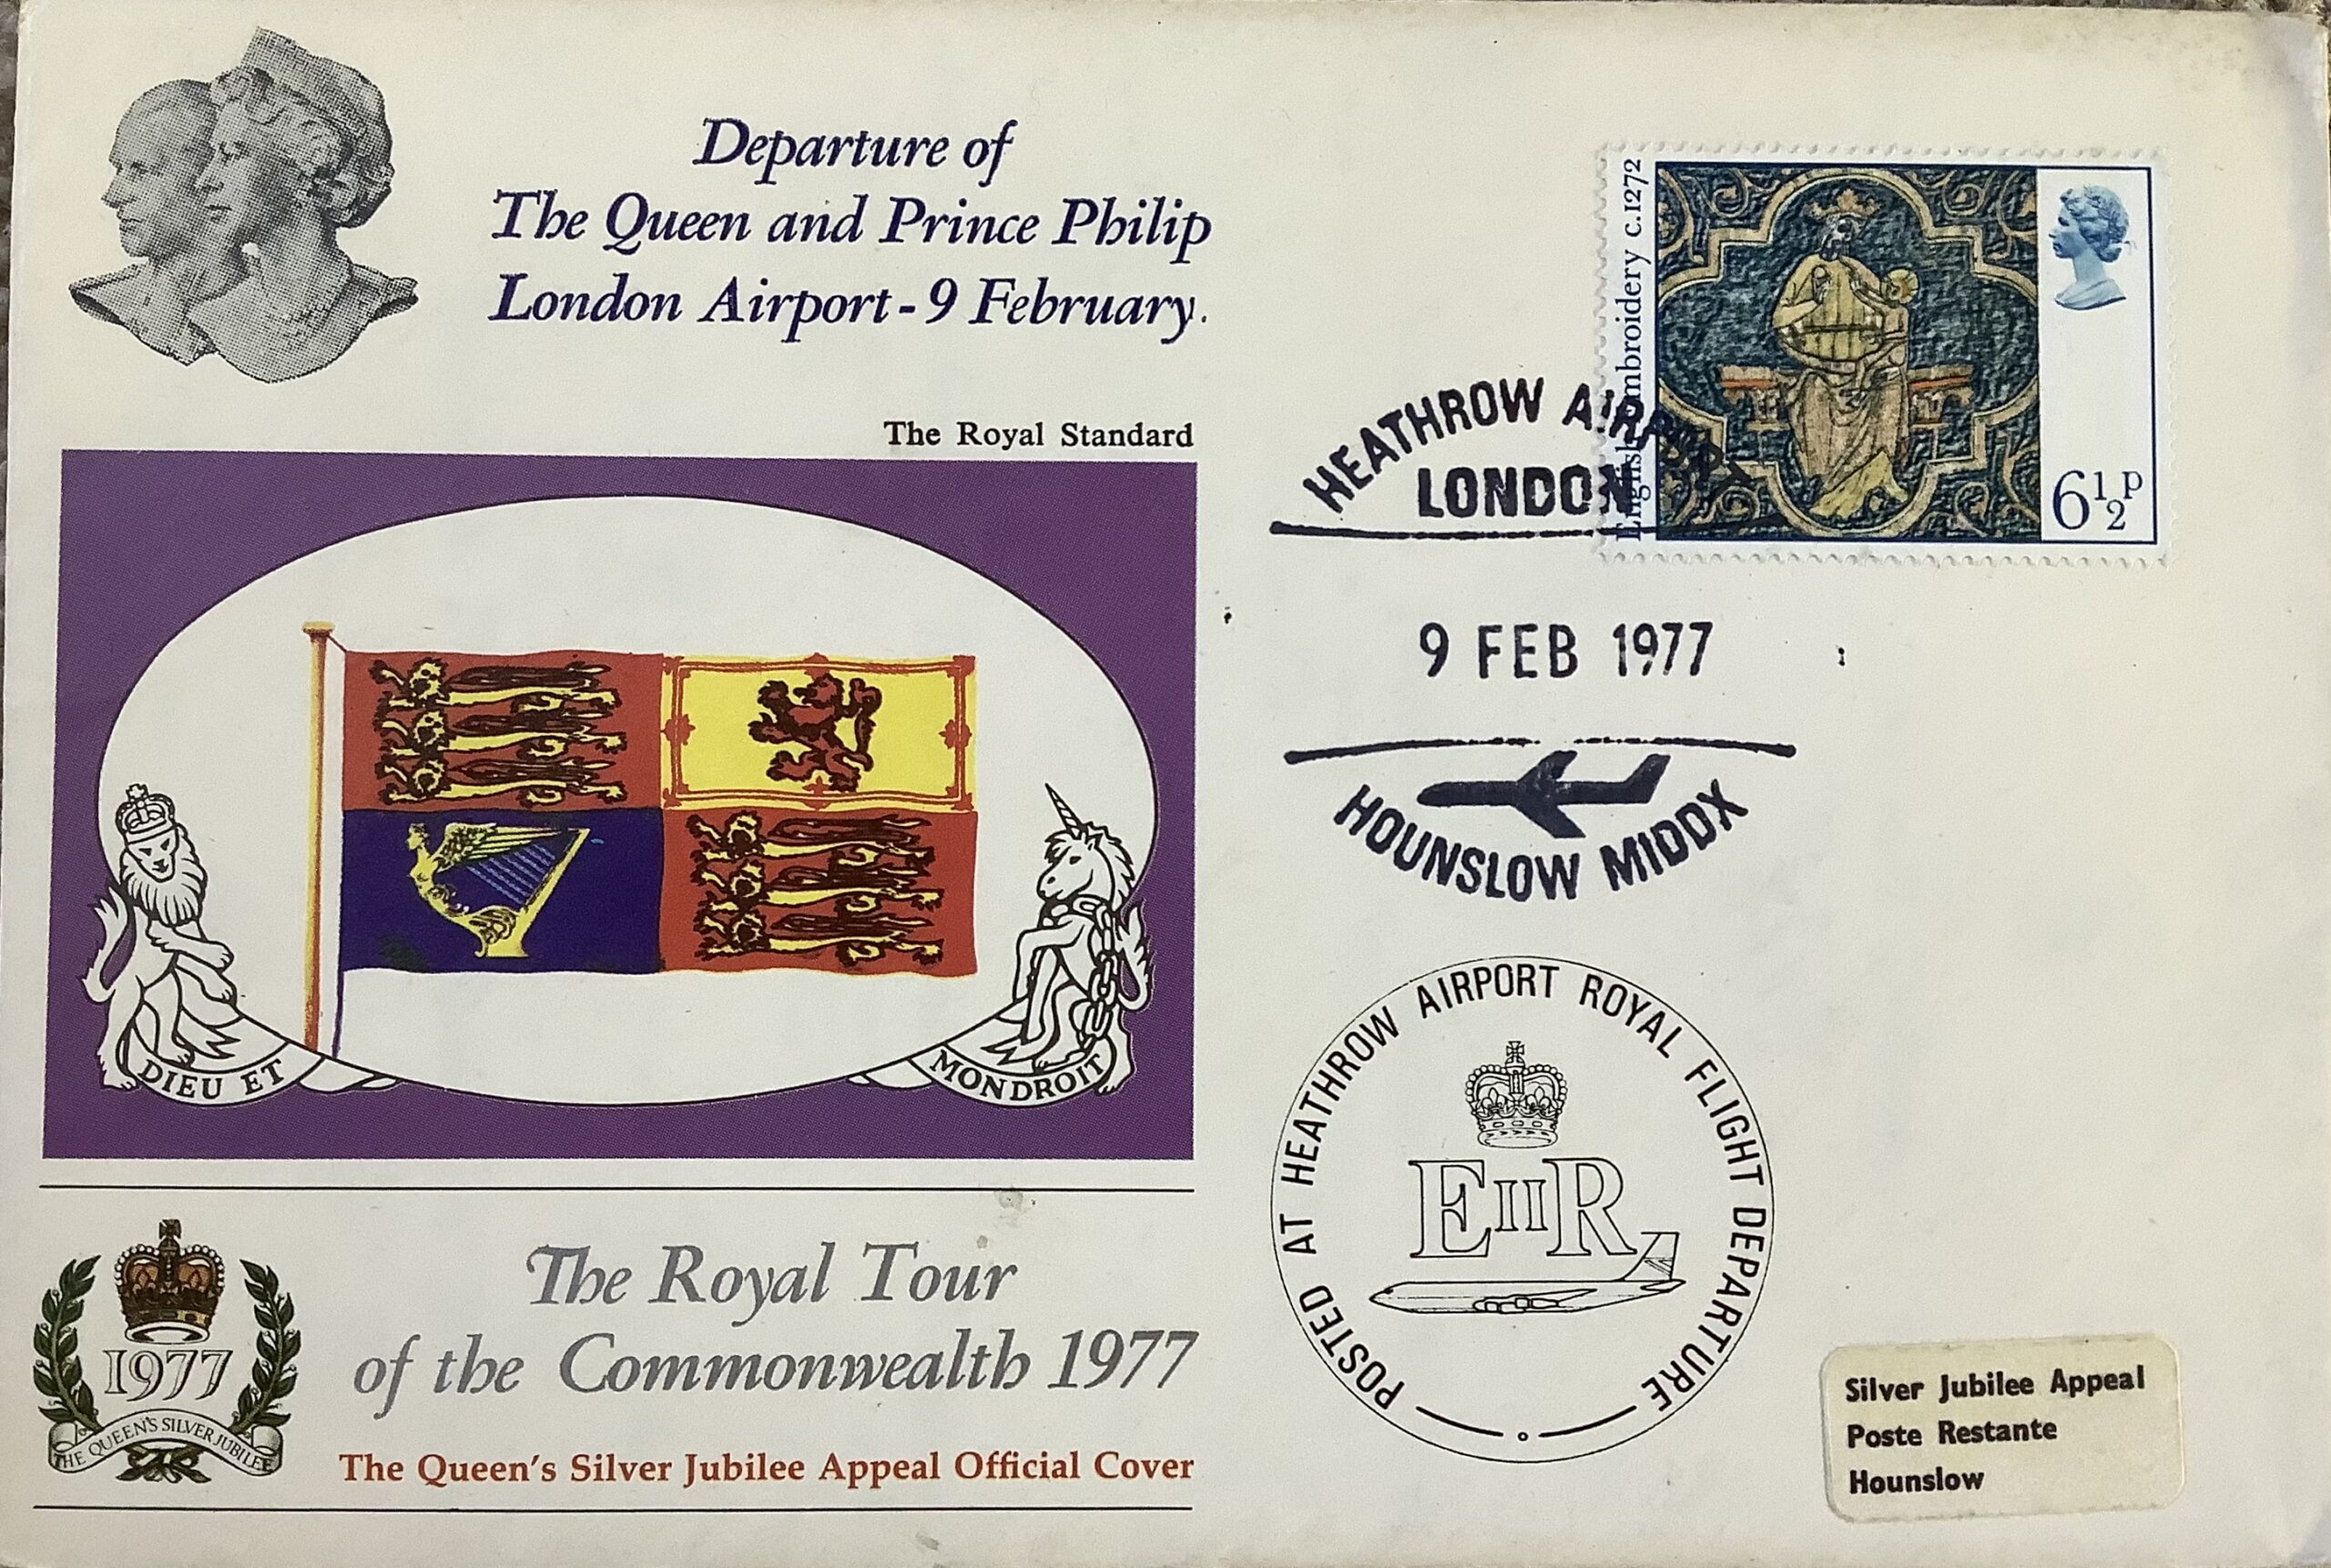 Departure of
The Queen and Prince Philip
London Airport - 9 February.
The Royal Standard
DIEU ET
MON DROIT
1977
THE QUEEN'S SILVER JUBILEE
The Royal Tour
of the Commonwealth 1977
The Queen's Silver Jubilee Appeal Official Cover
English Embroidery c.1272
6½P
HEATHROW AIRPORT
LONDON
9 FEB 1977
HOUNSLOW MIDDX
POSTED AT HEATHROW AIRPORT ROYAL FLIGHT DEPARTURE
EIIR
Silver Jubilee Appeal
Poste Restante
Hounslow